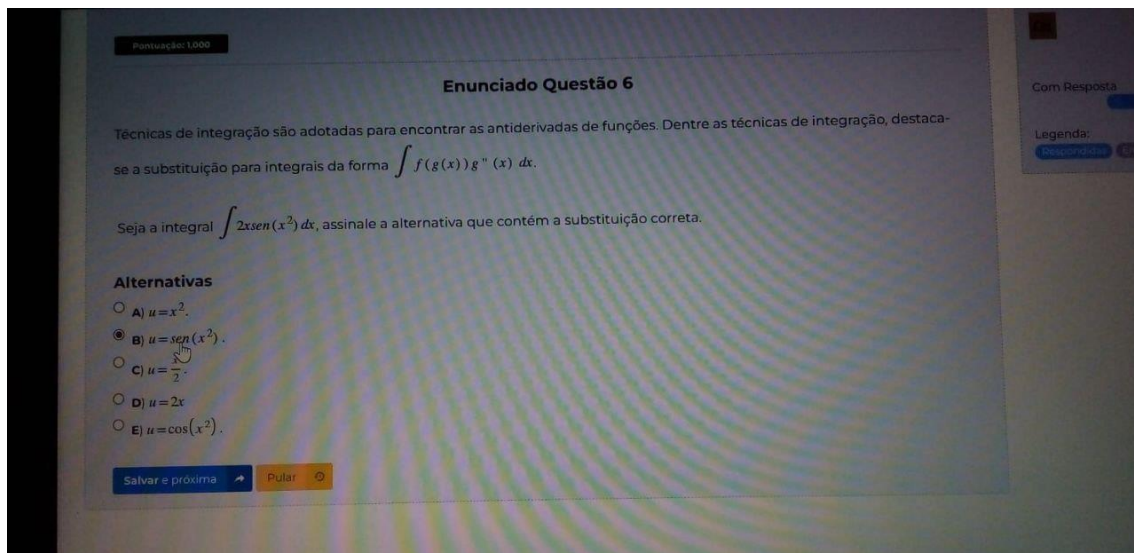 Pontuação: 1,000
Enunciado Questão 6
Com Resposta
Técnicas de integração são adotadas para encontrar as antiderivadas de funções. Dentre as técnicas de integração, destaca-
se a substituição para integrais da forma ∫ f(g(x))g"(x) dx.
Legenda:
Respondidas
Seja a integral ∫ 2xsen(x²) dx, assinale a alternativa que contém a substituição correta.
Alternativas
A) u=x².
B) u=sen(x²).
C) u=x/2.
D) u=2x
E) u=cos(x²).
Salvar e próxima
Pular